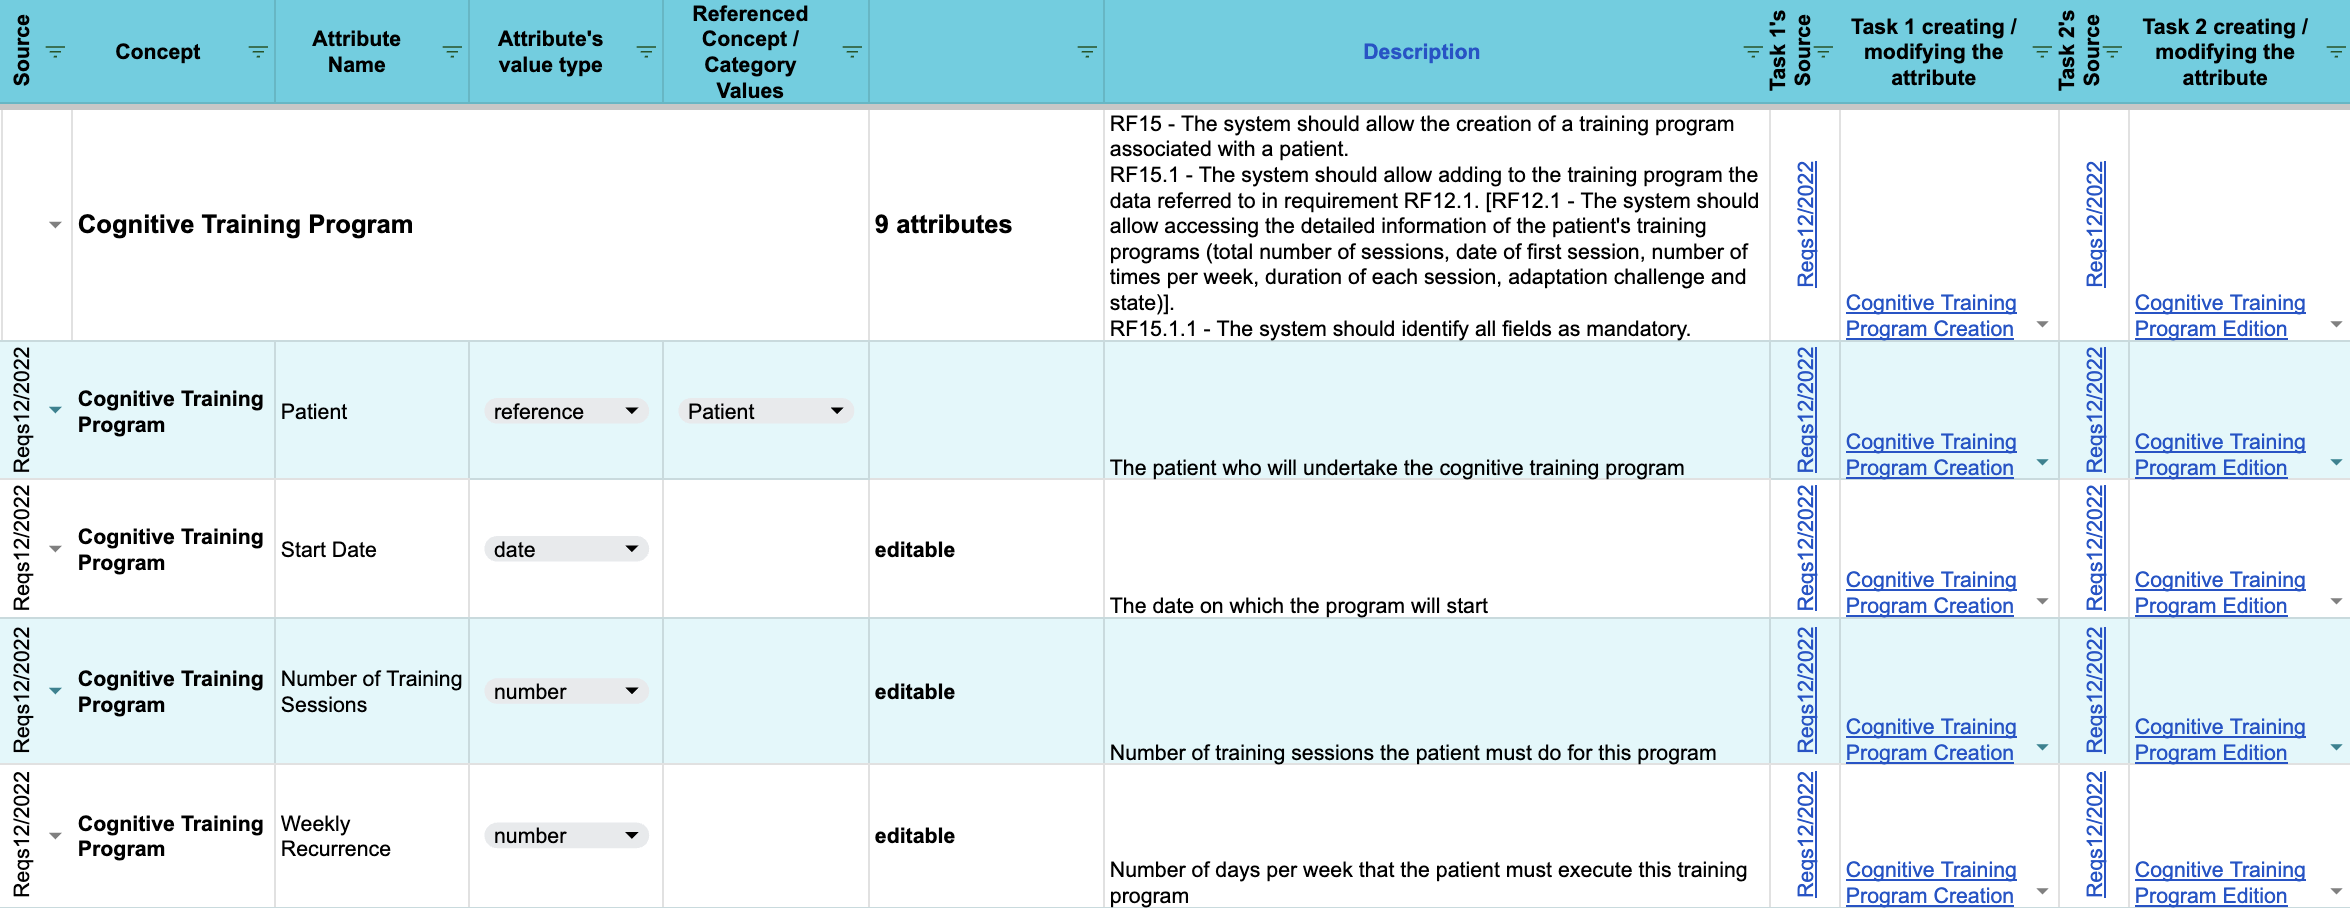 Source
Concept
Attribute
Name
Attribute's
value type
Referenced
Concept /
Category
Values
Description
Task 1's
Source
Task 1 creating /
modifying the
attribute
Task 2's
Source
Task 2 creating /
modifying the
attribute
Cognitive Training Program
9 attributes
RF15 - The system should allow the creation of a training program
associated with a patient.
RF15.1 - The system should allow adding to the training program the
data referred to in requirement RF12.1. [RF12.1 - The system should
allow accessing the detailed information of the patient's training
programs (total number of sessions, date of first session, number of
times per week, duration of each session, adaptation challenge and
state)].
RF15.1.1 - The system should identify all fields as mandatory.
Reqs12/2022
Cognitive Training
Program Creation
Reqs12/2022
Cognitive Training
Program Edition
Reqs12/2022
Cognitive Training
Program
Patient
reference
Patient
The patient who will undertake the cognitive training program
Reqs12/2022
Cognitive Training
Program Creation
Reqs12/2022
Cognitive Training
Program Edition
Reqs12/2022
Cognitive Training
Program
Start Date
date
editable
The date on which the program will start
Reqs12/2022
Cognitive Training
Program Creation
Reqs12/2022
Cognitive Training
Program Edition
Reqs12/2022
Cognitive Training
Program
Number of Training
Sessions
number
editable
Number of training sessions the patient must do for this program
Reqs12/2022
Cognitive Training
Program Creation
Reqs12/2022
Cognitive Training
Program Edition
Reqs12/2022
Cognitive Training
Program
Weekly
Recurrence
number
editable
Number of days per week that the patient must execute this training
program
Reqs12/2022
Cognitive Training
Program Creation
Reqs12/2022
Cognitive Training
Program Edition